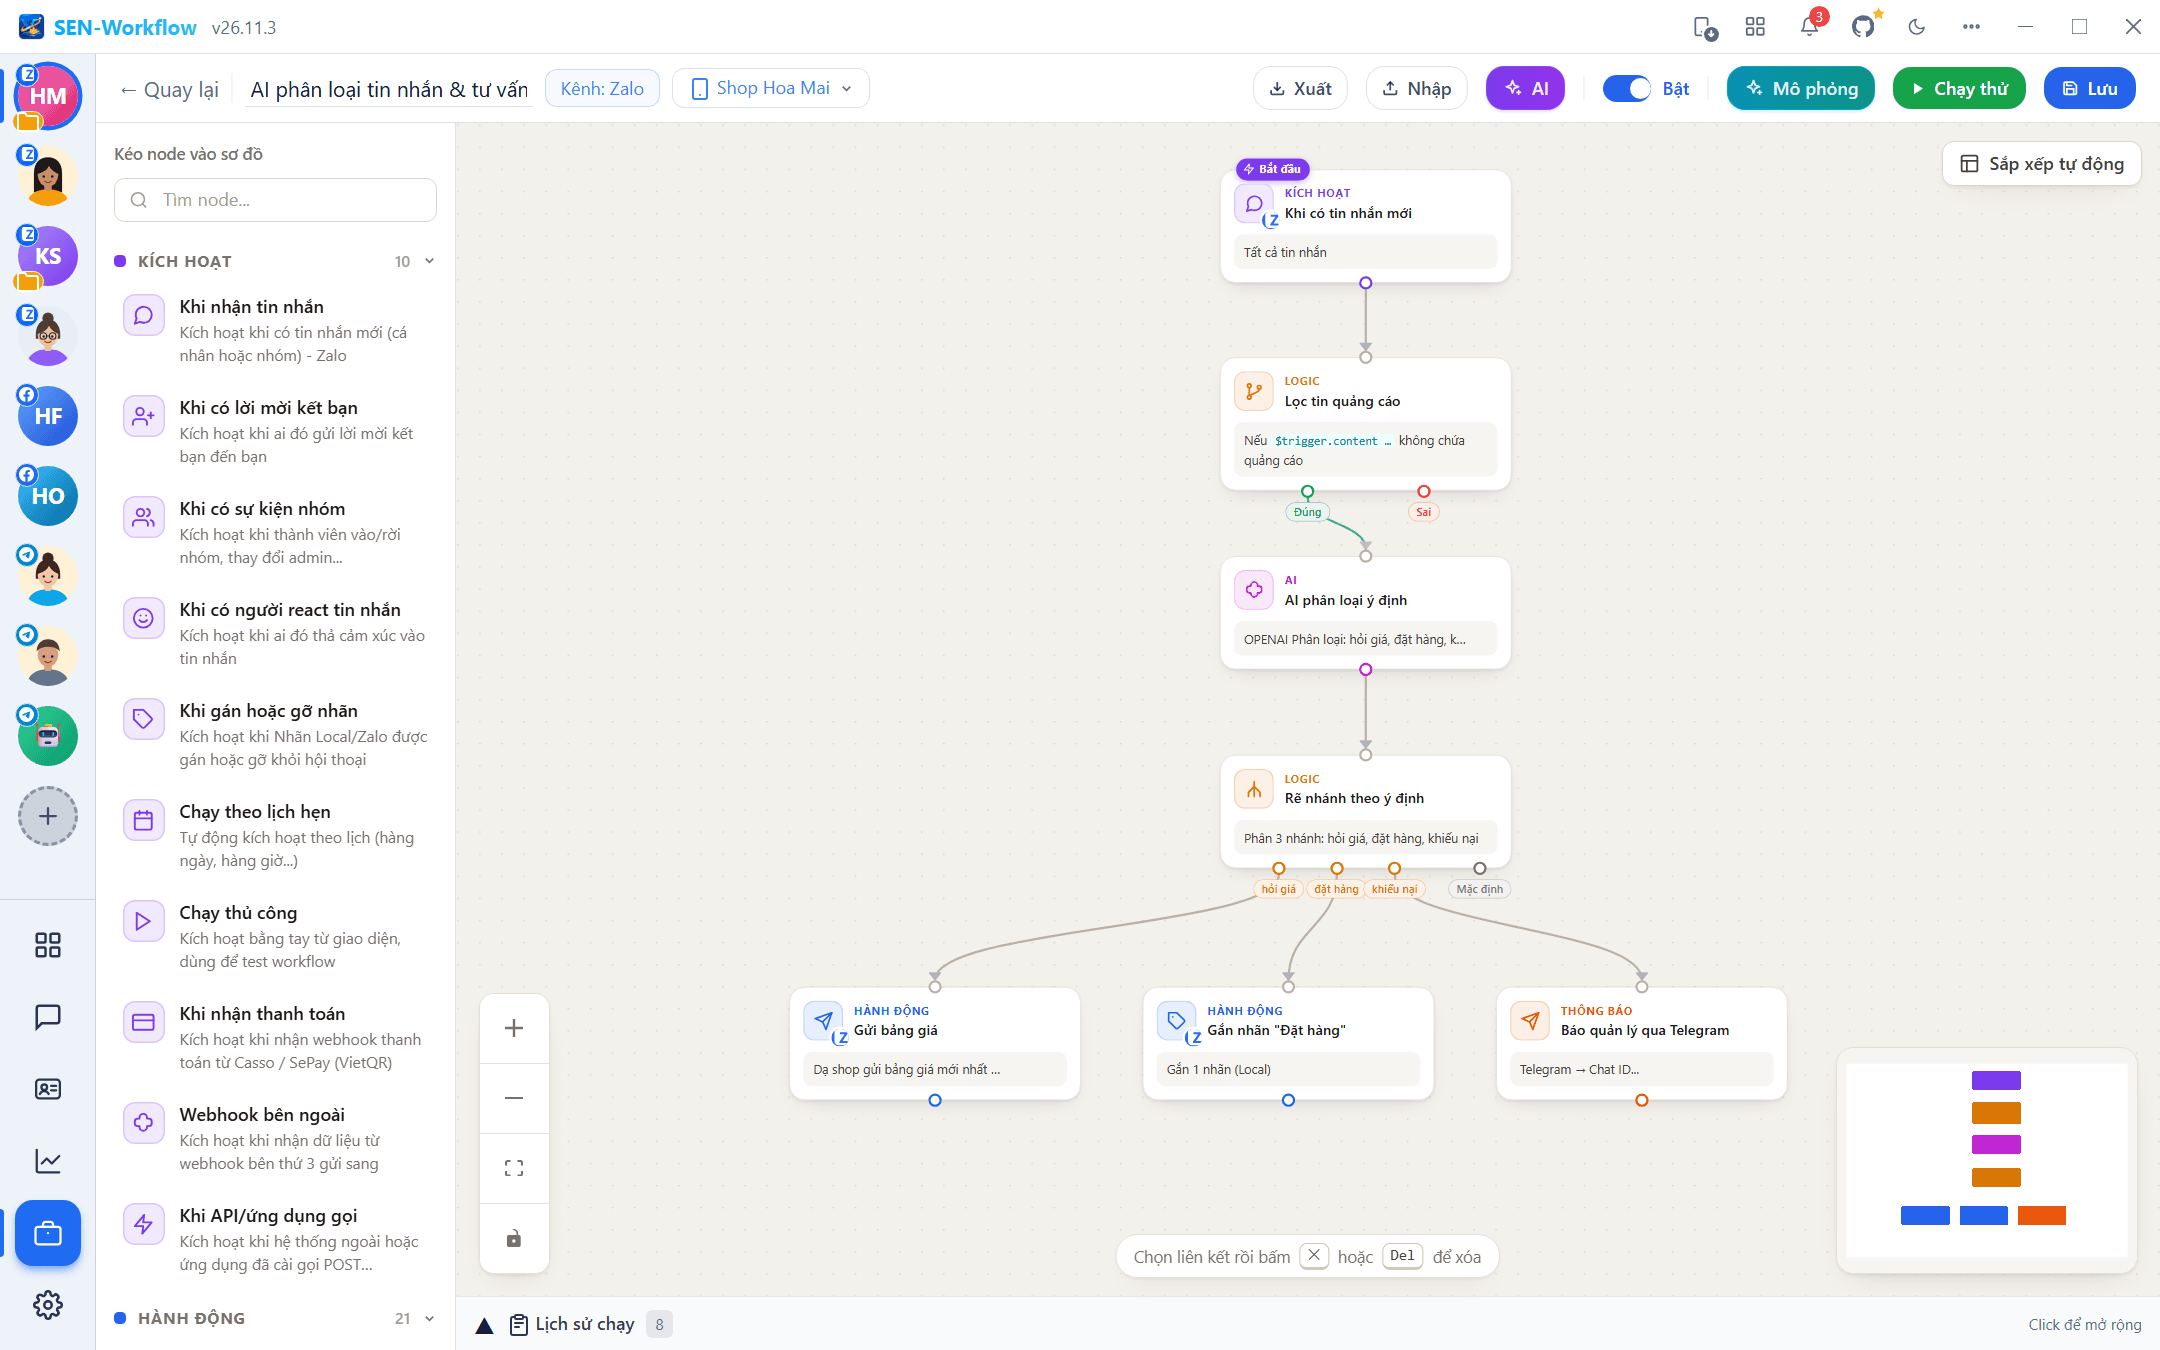 SEN-Workflow v26.11.3
3
← Quay lại
AI phân loại tin nhắn & tư vấn
Kênh: Zalo
Shop Hoa Mai
Xuất
Nhập
AI
Bật
Mô phỏng
Chạy thử
Lưu
HM
KS
HF
HO
Kéo node vào sơ đồ
Tìm node...
KÍCH HOẠT 10
Khi nhận tin nhắn
Kích hoạt khi có tin nhắn mới (cá
nhân hoặc nhóm) - Zalo
Khi có lời mời kết bạn
Kích hoạt khi ai đó gửi lời mời kết
bạn đến bạn
Khi có sự kiện nhóm
Kích hoạt khi thành viên vào/rời
nhóm, thay đổi admin...
Khi có người react tin nhắn
Kích hoạt khi ai đó thả cảm xúc vào
tin nhắn
Khi gán hoặc gỡ nhãn
Kích hoạt khi Nhãn Local/Zalo được
gán hoặc gỡ khỏi hội thoại
Chạy theo lịch hẹn
Tự động kích hoạt theo lịch (hàng
ngày, hàng giờ...)
Chạy thủ công
Kích hoạt bằng tay từ giao diện,
dùng để test workflow
Khi nhận thanh toán
Kích hoạt khi nhận webhook thanh
toán từ Casso / SePay (VietQR)
Webhook bên ngoài
Kích hoạt khi nhận dữ liệu từ
webhook bên thứ 3 gửi sang
Khi API/ứng dụng gọi
Kích hoạt khi hệ thống ngoài hoặc
ứng dụng đã cài gọi POST...
HÀNH ĐỘNG 21
Sắp xếp tự động
Bắt đầu
KÍCH HOẠT
Khi có tin nhắn mới
Tất cả tin nhắn
LOGIC
Lọc tin quảng cáo
Nếu $trigger.content … không chứa
quảng cáo
Đúng
Sai
AI
AI phân loại ý định
OPENAI Phân loại: hỏi giá, đặt hàng, k...
LOGIC
Rẽ nhánh theo ý định
Phân 3 nhánh: hỏi giá, đặt hàng, khiếu nại
hỏi giá
đặt hàng
khiếu nại
Mặc định
HÀNH ĐỘNG
Gửi bảng giá
Dạ shop gửi bảng giá mới nhất ...
HÀNH ĐỘNG
Gắn nhãn "Đặt hàng"
Gắn 1 nhãn (Local)
THÔNG BÁO
Báo quản lý qua Telegram
Telegram → Chat ID...
Chọn liên kết rồi bấm ✕ hoặc Del để xóa
Lịch sử chạy 8
Click để mở rộng